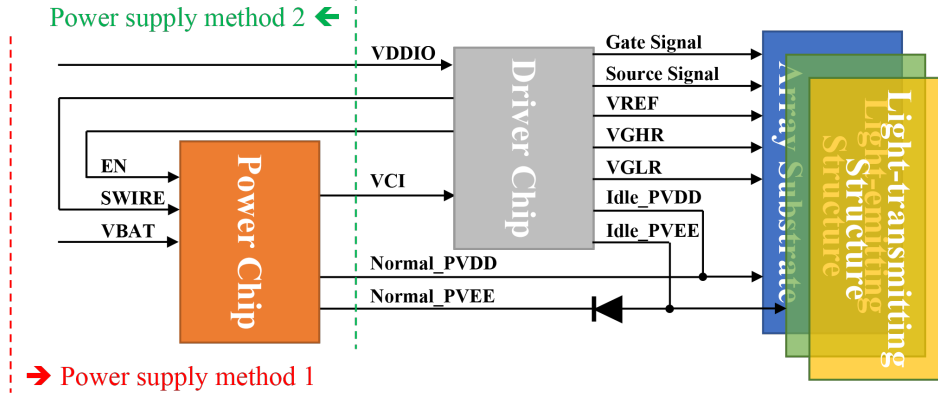 Power supply method 2
VDDIO
EN
SWIRE
VBAT
Power Chip
VCI
Driver Chip
Gate Signal
Source Signal
VREF
VGHR
VGLR
Idle_PVDD
Idle_PVEE
Normal_PVDD
Normal_PVEE
Array Substrate
Light-emitting
Structure
Light-transmitting
Structure
Power supply method 1